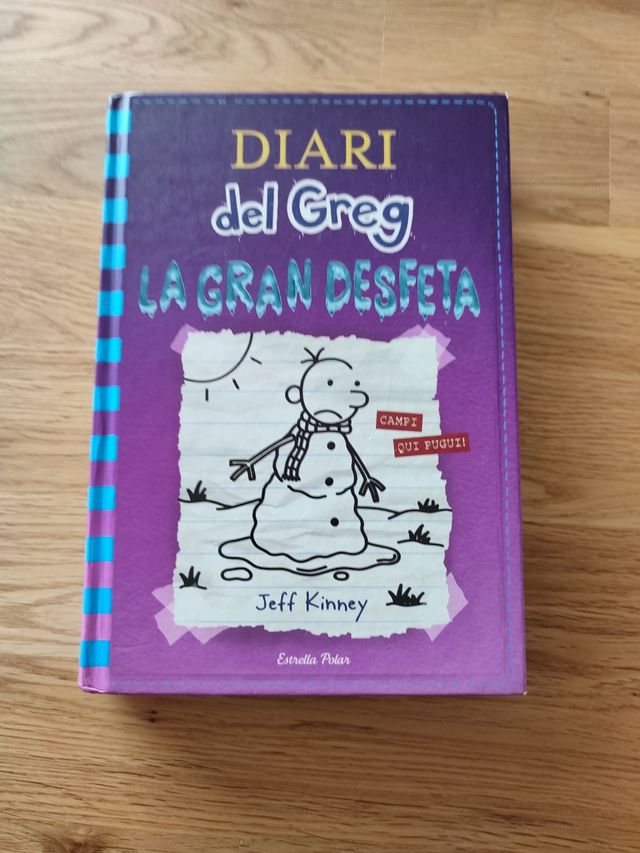 DIARI
del Greg
LA GRAN DESFETA
CAMPI
QUI PUGUI!
Jeff Kinney
Estrella Polar